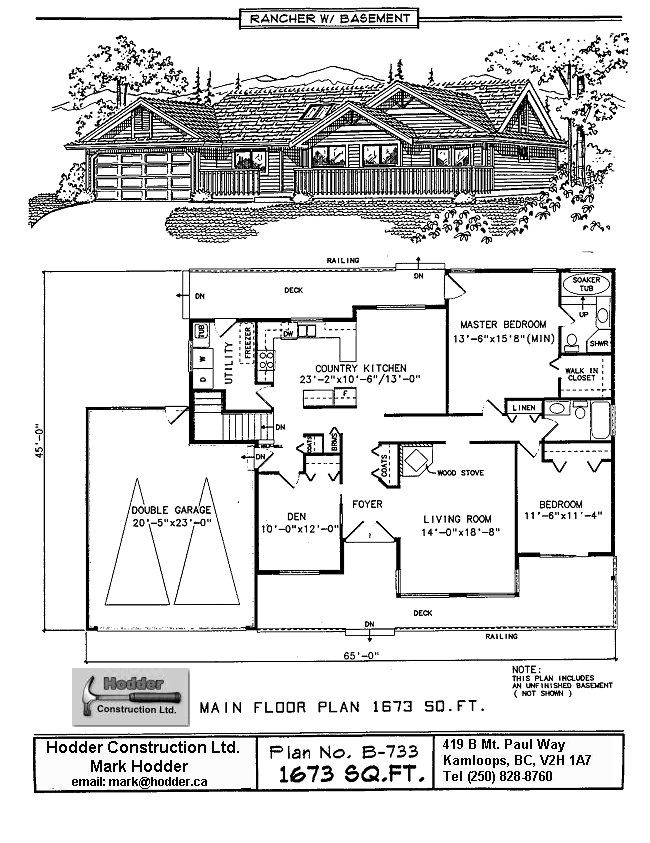 RANCHER W/ BASEMENT
RAILING
DN
DECK
DN
SOAKER
TUB
UP
SHWR
MASTER BEDROOM
13'-6"x15'8"(MIN)
TUB
W
D
UTILITY
FREEZER
DW
COUNTRY KITCHEN
23'-2"x10'-6"/13'-0"
F
WALK IN
CLOSET
LINEN
DN
DN
COATS
BRMS
COATS
WOOD STOVE
45'-0"
DOUBLE GARAGE
20'-5"x23'-0"
DEN
10'-0"x12'-0"
FOYER
LIVING ROOM
14'-0"x18'-8"
BEDROOM
11'-6"x11'-4"
DECK
DN
RAILING
65'-0"
Hodder
Construction Ltd.
MAIN FLOOR PLAN 1673 SQ.FT.
NOTE:
THIS PLAN INCLUDES
AN UNFINISHED BASEMENT
( NOT SHOWN )
Hodder Construction Ltd.
Mark Hodder
email: mark@hodder.ca
Plan No. B-733
1673 SQ.FT.
419 B Mt. Paul Way
Kamloops, BC, V2H 1A7
Tel (250) 828-8760